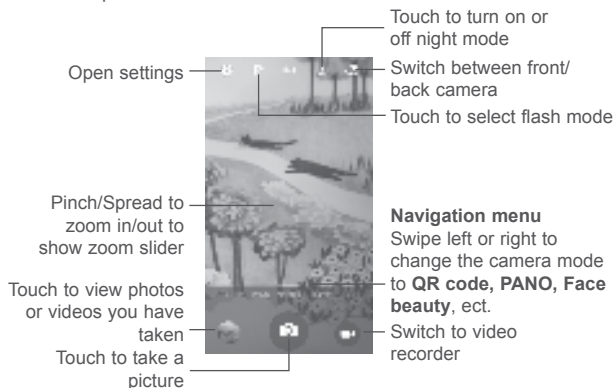 Touch to turn on or
off night mode
Open settings
Switch between front/
back camera
Touch to select flash mode
Pinch/Spread to
zoom in/out to
show zoom slider
Navigation menu
Swipe left or right to
change the camera mode
to QR code, PANO, Face
beauty, ect.
Touch to view photos
or videos you have
taken
Switch to video
recorder
Touch to take a
picture